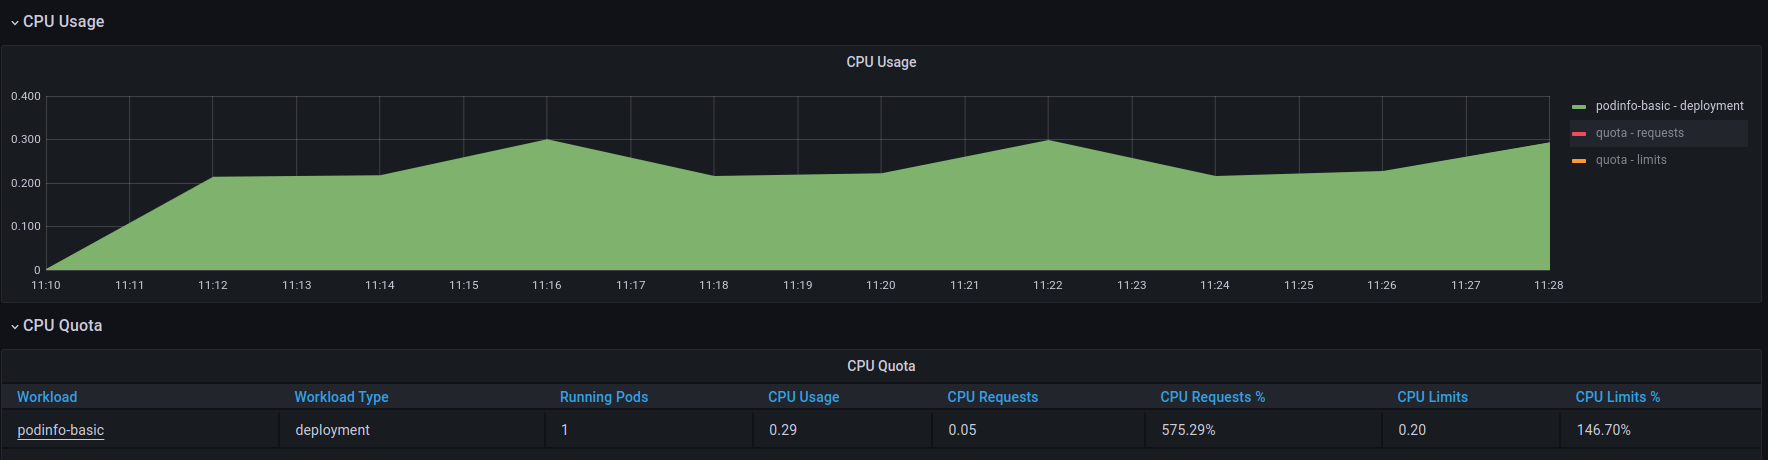 CPU Usage
CPU Usage
0.400
0.300
0.200
0.100
0
11:10 11:11 11:12 11:13 11:14 11:15 11:16 11:17 11:18 11:19 11:20 11:21 11:22 11:23 11:24 11:25 11:26 11:27 11:28
podinfo-basic - deployment
quota - requests
quota - limits
CPU Quota
CPU Quota
Workload Workload Type Running Pods CPU Usage CPU Requests CPU Requests % CPU Limits CPU Limits %
podinfo-basic deployment 1 0.29 0.05 575.29% 0.20 146.70%